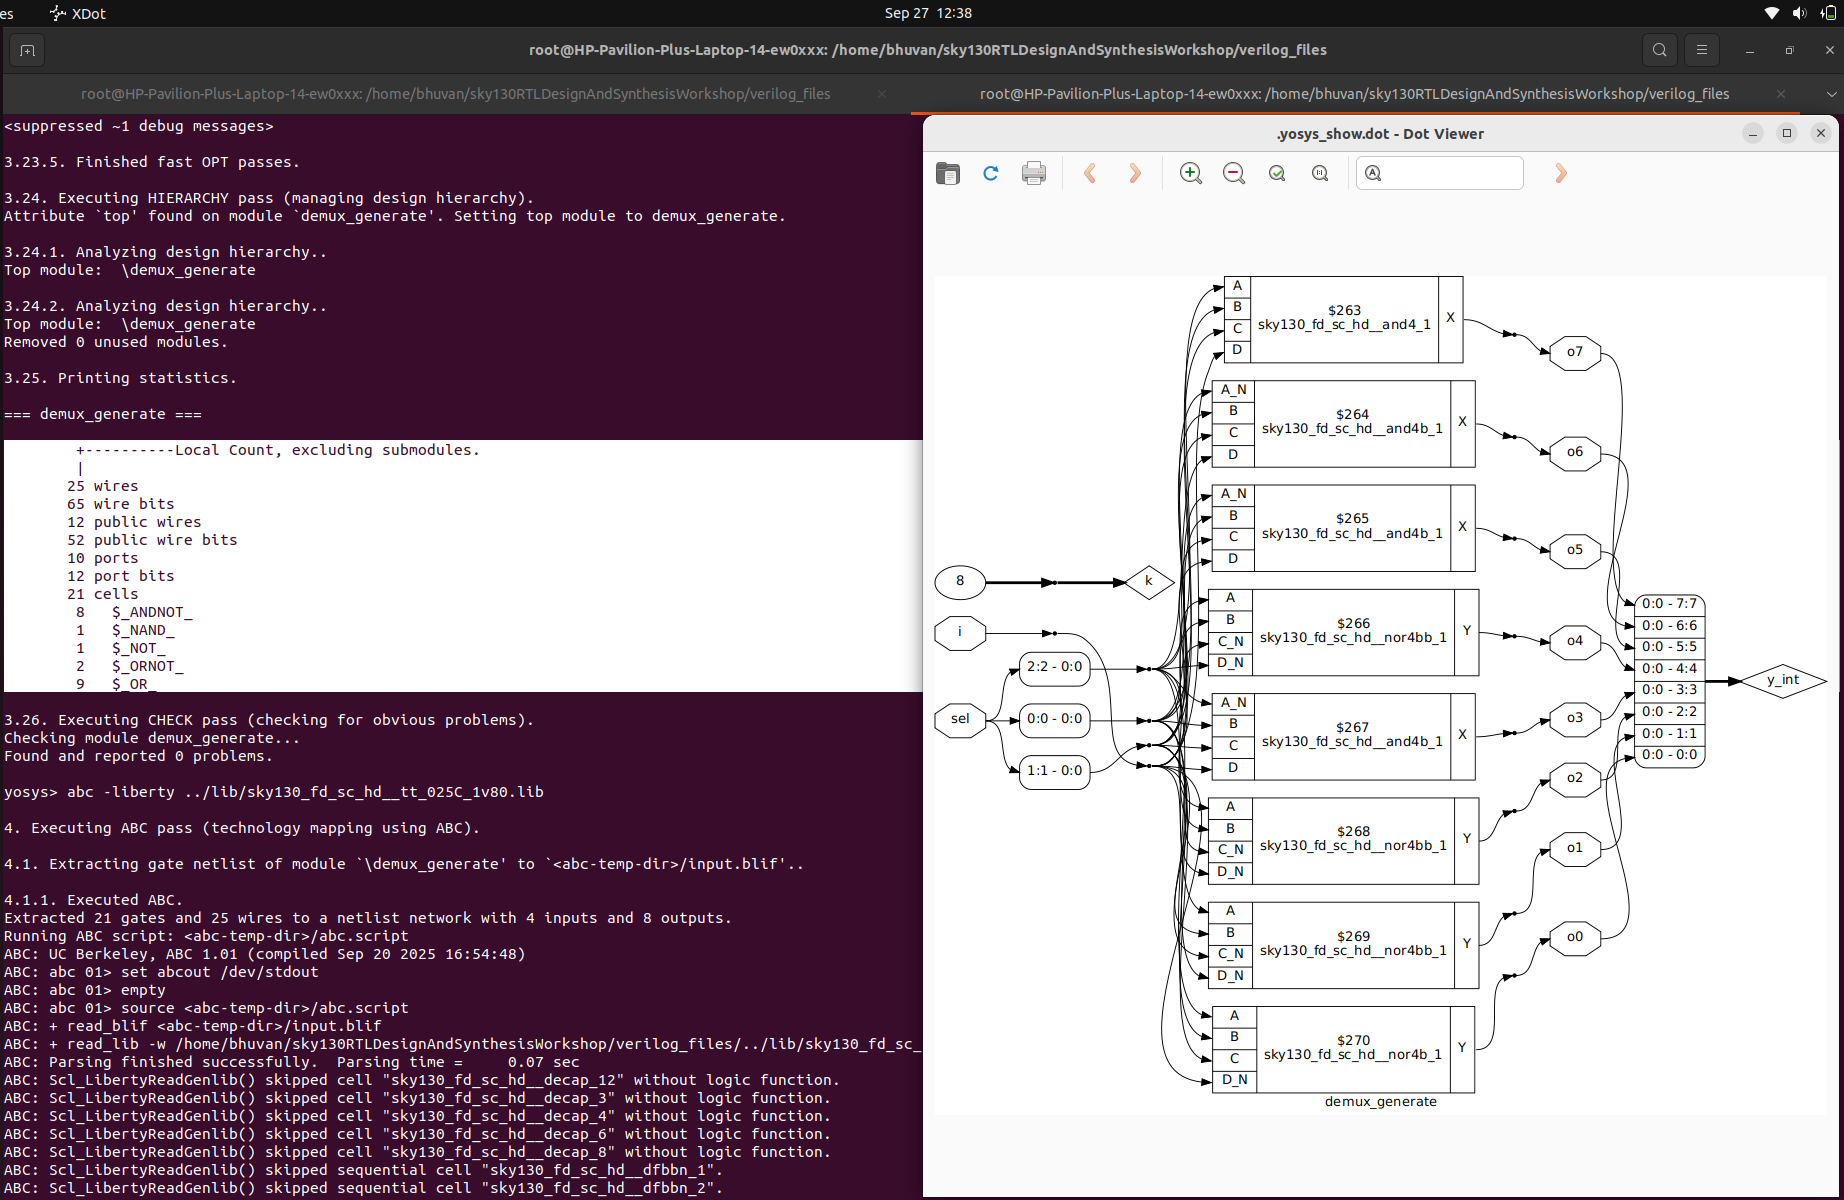 es
XDot
Sep 27 12:38
root@HP-Pavilion-Plus-Laptop-14-ew0xxx: /home/bhuvan/sky130RTLDesignAndSynthesisWorkshop/verilog_files
root@HP-Pavilion-Plus-Laptop-14-ew0xxx: /home/bhuvan/sky130RTLDesignAndSynthesisWorkshop/verilog_files
root@HP-Pavilion-Plus-Laptop-14-ew0xxx: /home/bhuvan/sky130RTLDesignAndSynthesisWorkshop/verilog_files
<suppressed ~1 debug messages>
3.23.5. Finished fast OPT passes.
3.24. Executing HIERARCHY pass (managing design hierarchy).
Attribute `top' found on module `demux_generate'. Setting top module to demux_generate.
3.24.1. Analyzing design hierarchy..
Top module:  \demux_generate
3.24.2. Analyzing design hierarchy..
Top module:  \demux_generate
Removed 0 unused modules.
3.25. Printing statistics.
=== demux_generate ===
+----------Local Count, excluding submodules.
|
25 wires
65 wire bits
12 public wires
52 public wire bits
10 ports
12 port bits
21 cells
8   $_ANDNOT_
1   $_NAND_
1   $_NOT_
2   $_ORNOT_
9   $_OR_
3.26. Executing CHECK pass (checking for obvious problems).
Checking module demux_generate...
Found and reported 0 problems.
yosys> abc -liberty ../lib/sky130_fd_sc_hd__tt_025C_1v80.lib
4. Executing ABC pass (technology mapping using ABC).
4.1. Extracting gate netlist of module `\demux_generate' to `<abc-temp-dir>/input.blif'..
4.1.1. Executed ABC.
Extracted 21 gates and 25 wires to a netlist network with 4 inputs and 8 outputs.
Running ABC script: <abc-temp-dir>/abc.script
ABC: UC Berkeley, ABC 1.01 (compiled Sep 20 2025 16:54:48)
ABC: abc 01> set abcout /dev/stdout
ABC: abc 01> empty
ABC: abc 01> source <abc-temp-dir>/abc.script
ABC: + read_blif <abc-temp-dir>/input.blif
ABC: + read_lib -w /home/bhuvan/sky130RTLDesignAndSynthesisWorkshop/verilog_files/../lib/sky130_fd_sc_
ABC: Parsing finished successfully.  Parsing time =     0.07 sec
ABC: Scl_LibertyReadGenlib() skipped cell "sky130_fd_sc_hd__decap_12" without logic function.
ABC: Scl_LibertyReadGenlib() skipped cell "sky130_fd_sc_hd__decap_3" without logic function.
ABC: Scl_LibertyReadGenlib() skipped cell "sky130_fd_sc_hd__decap_4" without logic function.
ABC: Scl_LibertyReadGenlib() skipped cell "sky130_fd_sc_hd__decap_6" without logic function.
ABC: Scl_LibertyReadGenlib() skipped cell "sky130_fd_sc_hd__decap_8" without logic function.
ABC: Scl_LibertyReadGenlib() skipped sequential cell "sky130_fd_sc_hd__dfbbn_1".
ABC: Scl_LibertyReadGenlib() skipped sequential cell "sky130_fd_sc_hd__dfbbn_2".
.yosys_show.dot - Dot Viewer
8
k
i
sel
2:2 - 0:0
0:0 - 0:0
1:1 - 0:0
A
B
C
D
$263
sky130_fd_sc_hd__and4_1
X
A_N
B
C
D
$264
sky130_fd_sc_hd__and4b_1
X
A_N
B
C
D
$265
sky130_fd_sc_hd__and4b_1
X
A
B
C_N
D_N
$266
sky130_fd_sc_hd__nor4bb_1
Y
A_N
B
C
D
$267
sky130_fd_sc_hd__and4b_1
X
A
B
C_N
D_N
$268
sky130_fd_sc_hd__nor4bb_1
Y
A
B
C_N
D_N
$269
sky130_fd_sc_hd__nor4bb_1
Y
A
B
C
D_N
$270
sky130_fd_sc_hd__nor4b_1
Y
demux_generate
o7
o6
o5
o4
o3
o2
o1
o0
0:0 - 7:7
0:0 - 6:6
0:0 - 5:5
0:0 - 4:4
0:0 - 3:3
0:0 - 2:2
0:0 - 1:1
0:0 - 0:0
y_int